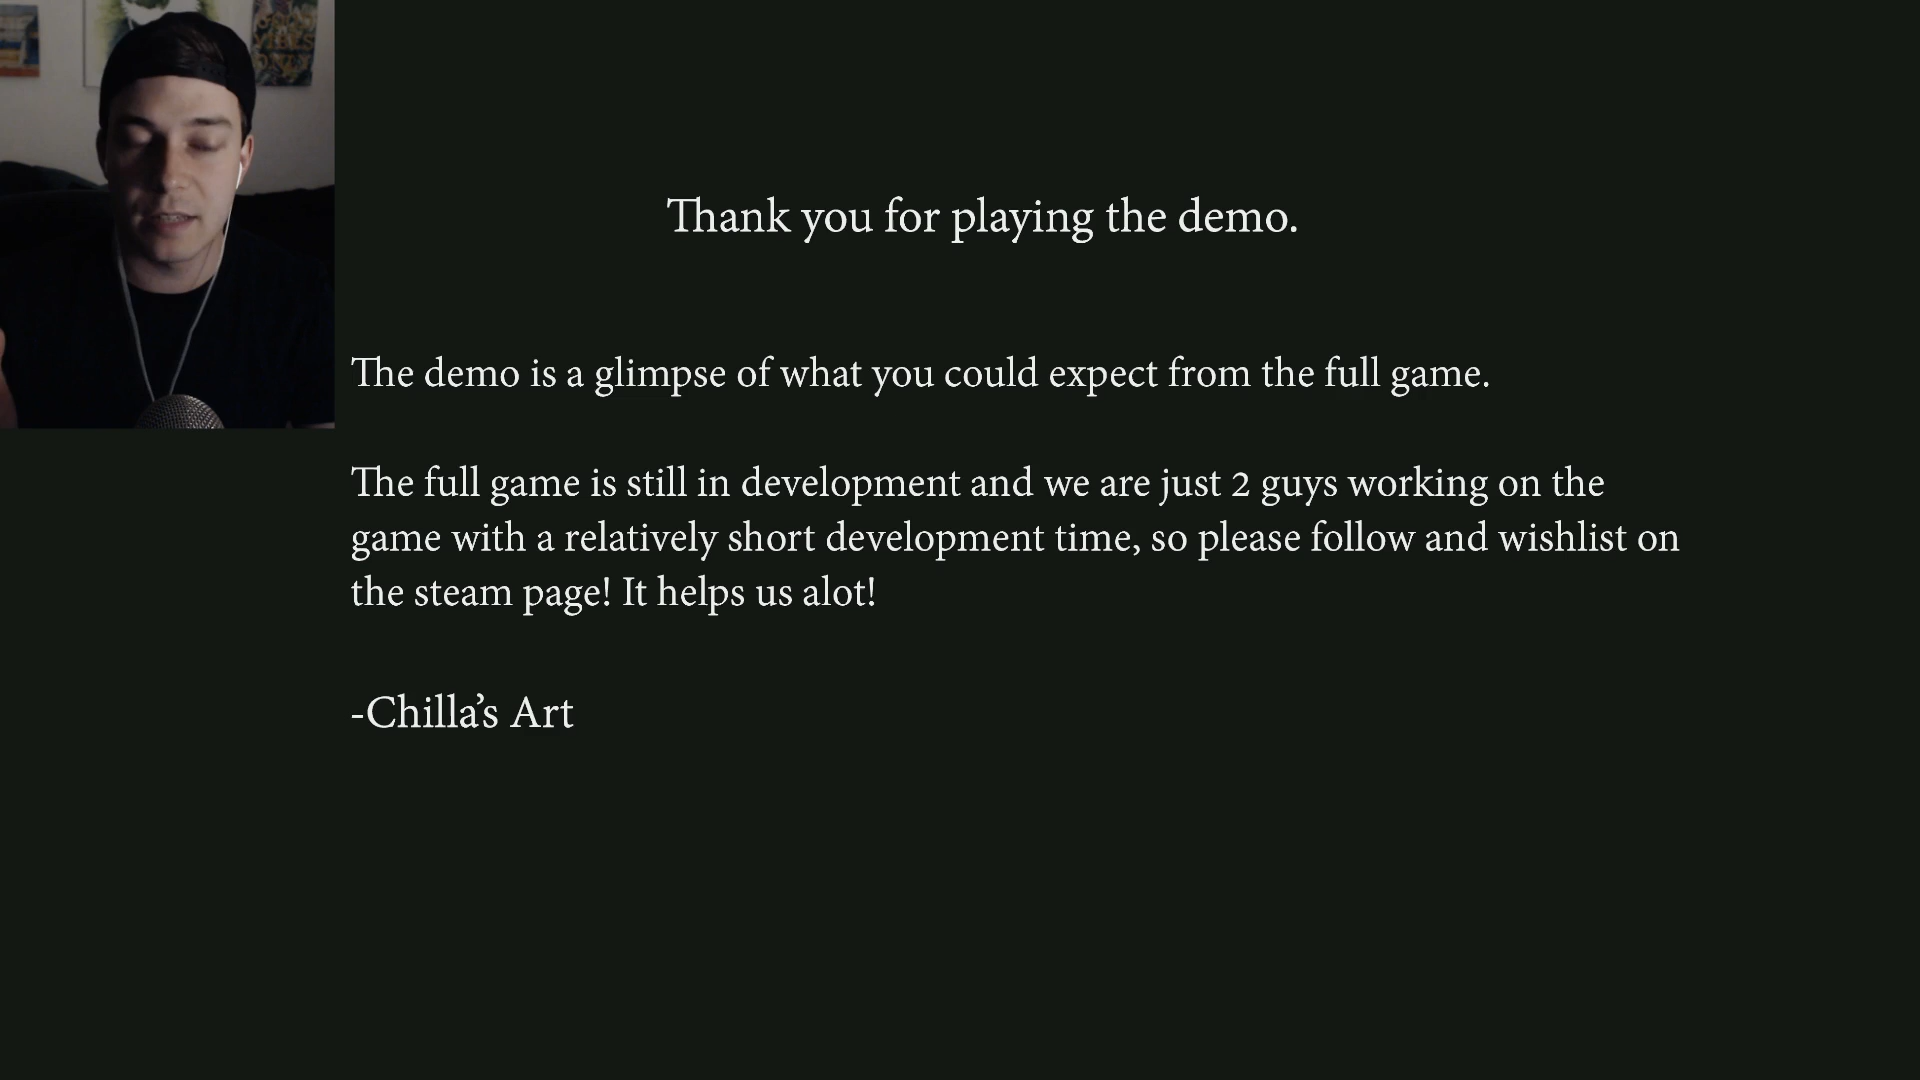 Thank you for playing the demo.
The demo is a glimpse of what you could expect from the full game.
The full game is still in development and we are just 2 guys working on the
game with a relatively short development time, so please follow and wishlist on
the steam page! It helps us alot!
-Chilla’s Art